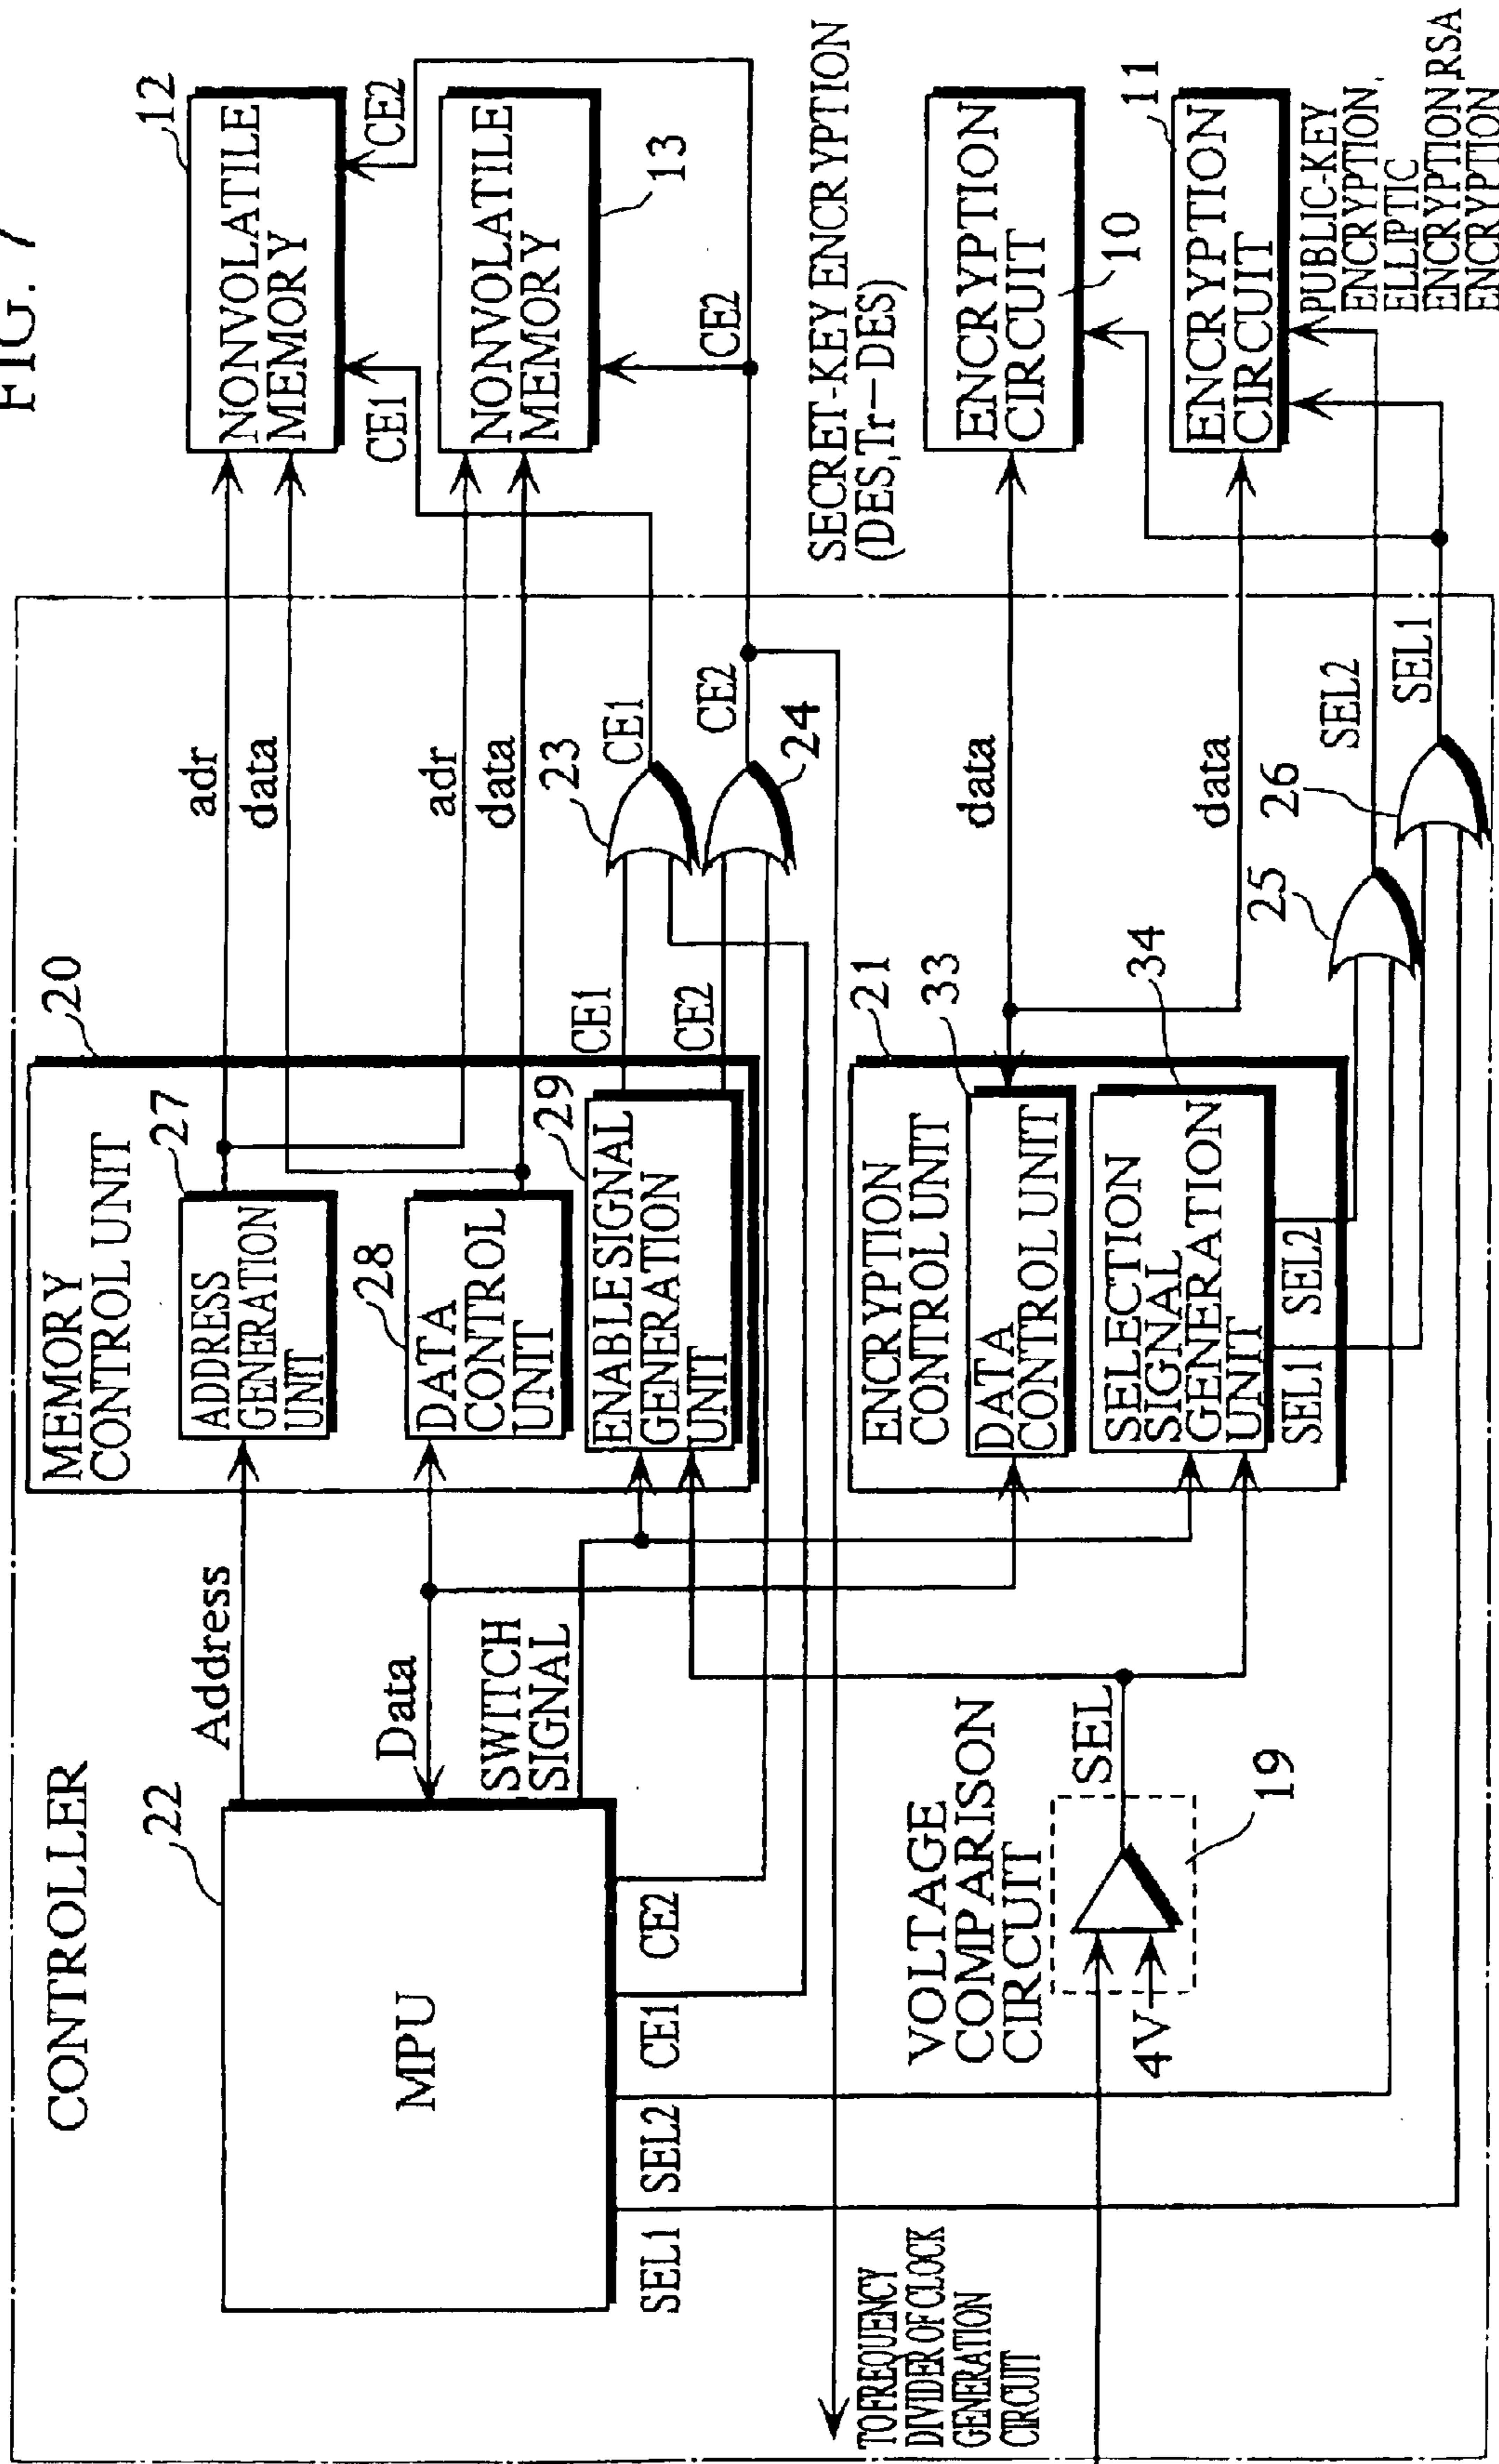 FIG. 7
CONTROLLER
22
MPU
Address
Data
SWITCH
SIGNAL
SEL1
SEL2
CE1
CE2
MEMORY
CONTROL UNIT
20
ADDRESS
GENERATION
UNIT
27
DATA
CONTROL
UNIT
28
ENABLE SIGNAL
GENERATION
UNIT
29
CE1
CE2
adr
data
adr
data
23
CE1
CE2
24
NONVOLATILE
MEMORY
12
CE1
CE2
NONVOLATILE
MEMORY
13
CE2
TO FREQUENCY
DIVIDER OF CLOCK
GENERATION
CIRCUIT
VOLTAGE
COMPARISON
CIRCUIT
4V
SEL
19
ENCRYPTION
CONTROL UNIT
21
DATA
CONTROL UNIT
33
SELECTION
SIGNAL
GENERATION
UNIT
34
SEL1
SEL2
data
data
25
26
SEL2
SEL1
SECRET-KEY ENCRYPTION
(DES,Tr-DES)
ENCRYPTION
CIRCUIT
10
ENCRYPTION
CIRCUIT
11
PUBLIC-KEY
ENCRYPTION,
ELLIPTIC
ENCRYPTION,RSA
ENCRYPTION